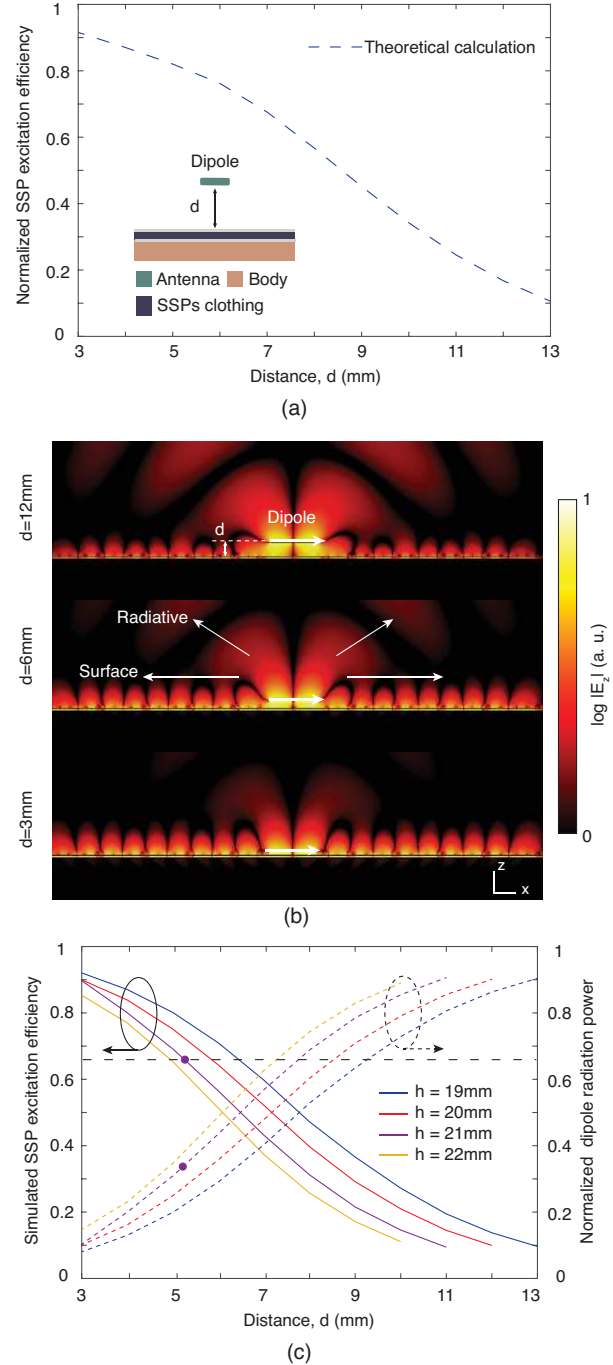 1
0.8
0.6
0.4
0.2
0
Normalized SSP excitation efficiency
Theoretical calculation
Dipole
d
Antenna
Body
SSPs clothing
3
5
7
9
11
13
Distance, d (mm)
(a)
d=12mm
d=6mm
d=3mm
Dipole
d
Radiative
Surface
z
x
1
0
log |E_z| (a. u.)
(b)
1
0.8
0.6
0.4
0.2
0
Simulated SSP excitation efficiency
h = 19mm
h = 20mm
h = 21mm
h = 22mm
1
0.8
0.6
0.4
0.2
0
Normalized dipole radiation power
3
5
7
9
11
13
Distance, d (mm)
(c)